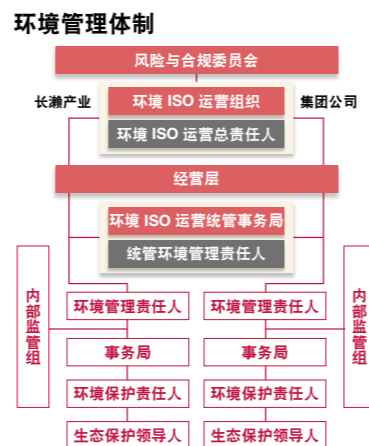 环境管理体制
风险与合规委员会
长濑产业
环境 ISO 运营组织
集团公司
环境 ISO 运营总责任人
经营层
环境 ISO 运营统管事务局
统管环境管理责任人
内部监管组
环境管理责任人
环境管理责任人
内部监管组
事务局
事务局
环境保护责任人
环境保护责任人
生态保护领导人
生态保护领导人